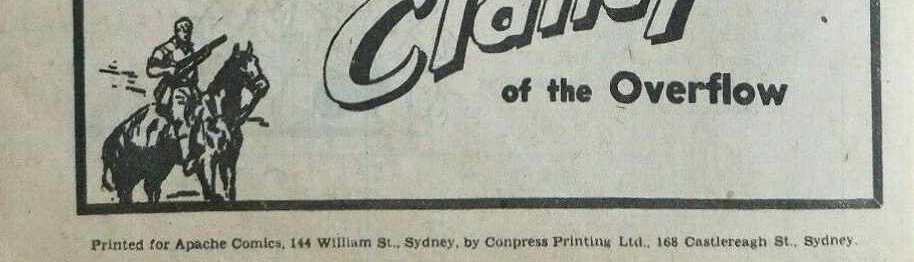 Clancy
of the Overflow
Printed for Apache Comics, 144 William St., Sydney, by Conpress Printing Ltd., 168 Castlereagh St., Sydney.